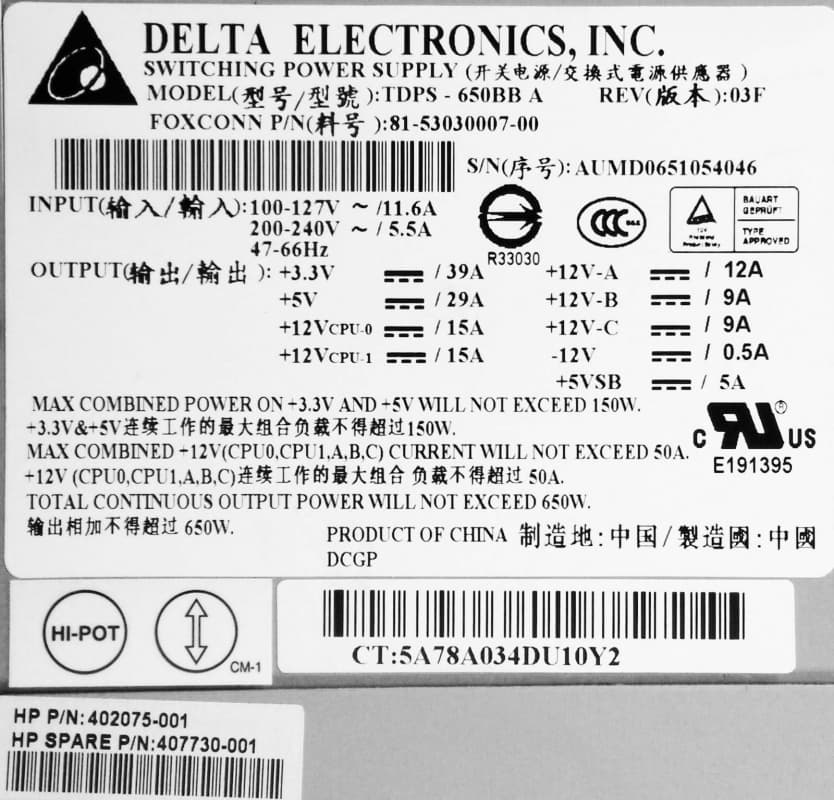 DELTA ELECTRONICS, INC.
SWITCHING POWER SUPPLY (开关电源/交換式電源供應器)
MODEL(型号/型號):TDPS - 650BB A REV(版本):03F
FOXCONN P/N(料号):81-53030007-00
S/N(序号): AUMD0651054046
INPUT(输入/輸入):100-127V ~ /11.6A
200-240V ~ / 5.5A
47-66Hz
R33030
CCC
BAUART GEPRÜFT
TYPE APPROVED
OUTPUT(输出/輸出): +3.3V / 39A +12V-A / 12A
+5V / 29A +12V-B / 9A
+12VCPU-0 / 15A +12V-C / 9A
+12VCPU-1 / 15A -12V / 0.5A
+5VSB / 5A
MAX COMBINED POWER ON +3.3V AND +5V WILL NOT EXCEED 150W.
+3.3V&+5V连续工作的最大组合负载不得超过150W.
MAX COMBINED +12V(CPU0,CPU1,A,B,C) CURRENT WILL NOT EXCEED 50A.
+12V (CPU0,CPU1,A,B,C)连续工作的最大组合 负载不得超过 50A.
TOTAL CONTINUOUS OUTPUT POWER WILL NOT EXCEED 650W.
输出相加不得超过 650W.
c RU ® US
E191395
PRODUCT OF CHINA 制造地:中国/製造國:中國
DCGP
HI-POT
CM-1
CT:5A78A034DU10Y2
HP P/N:402075-001
HP SPARE P/N:407730-001